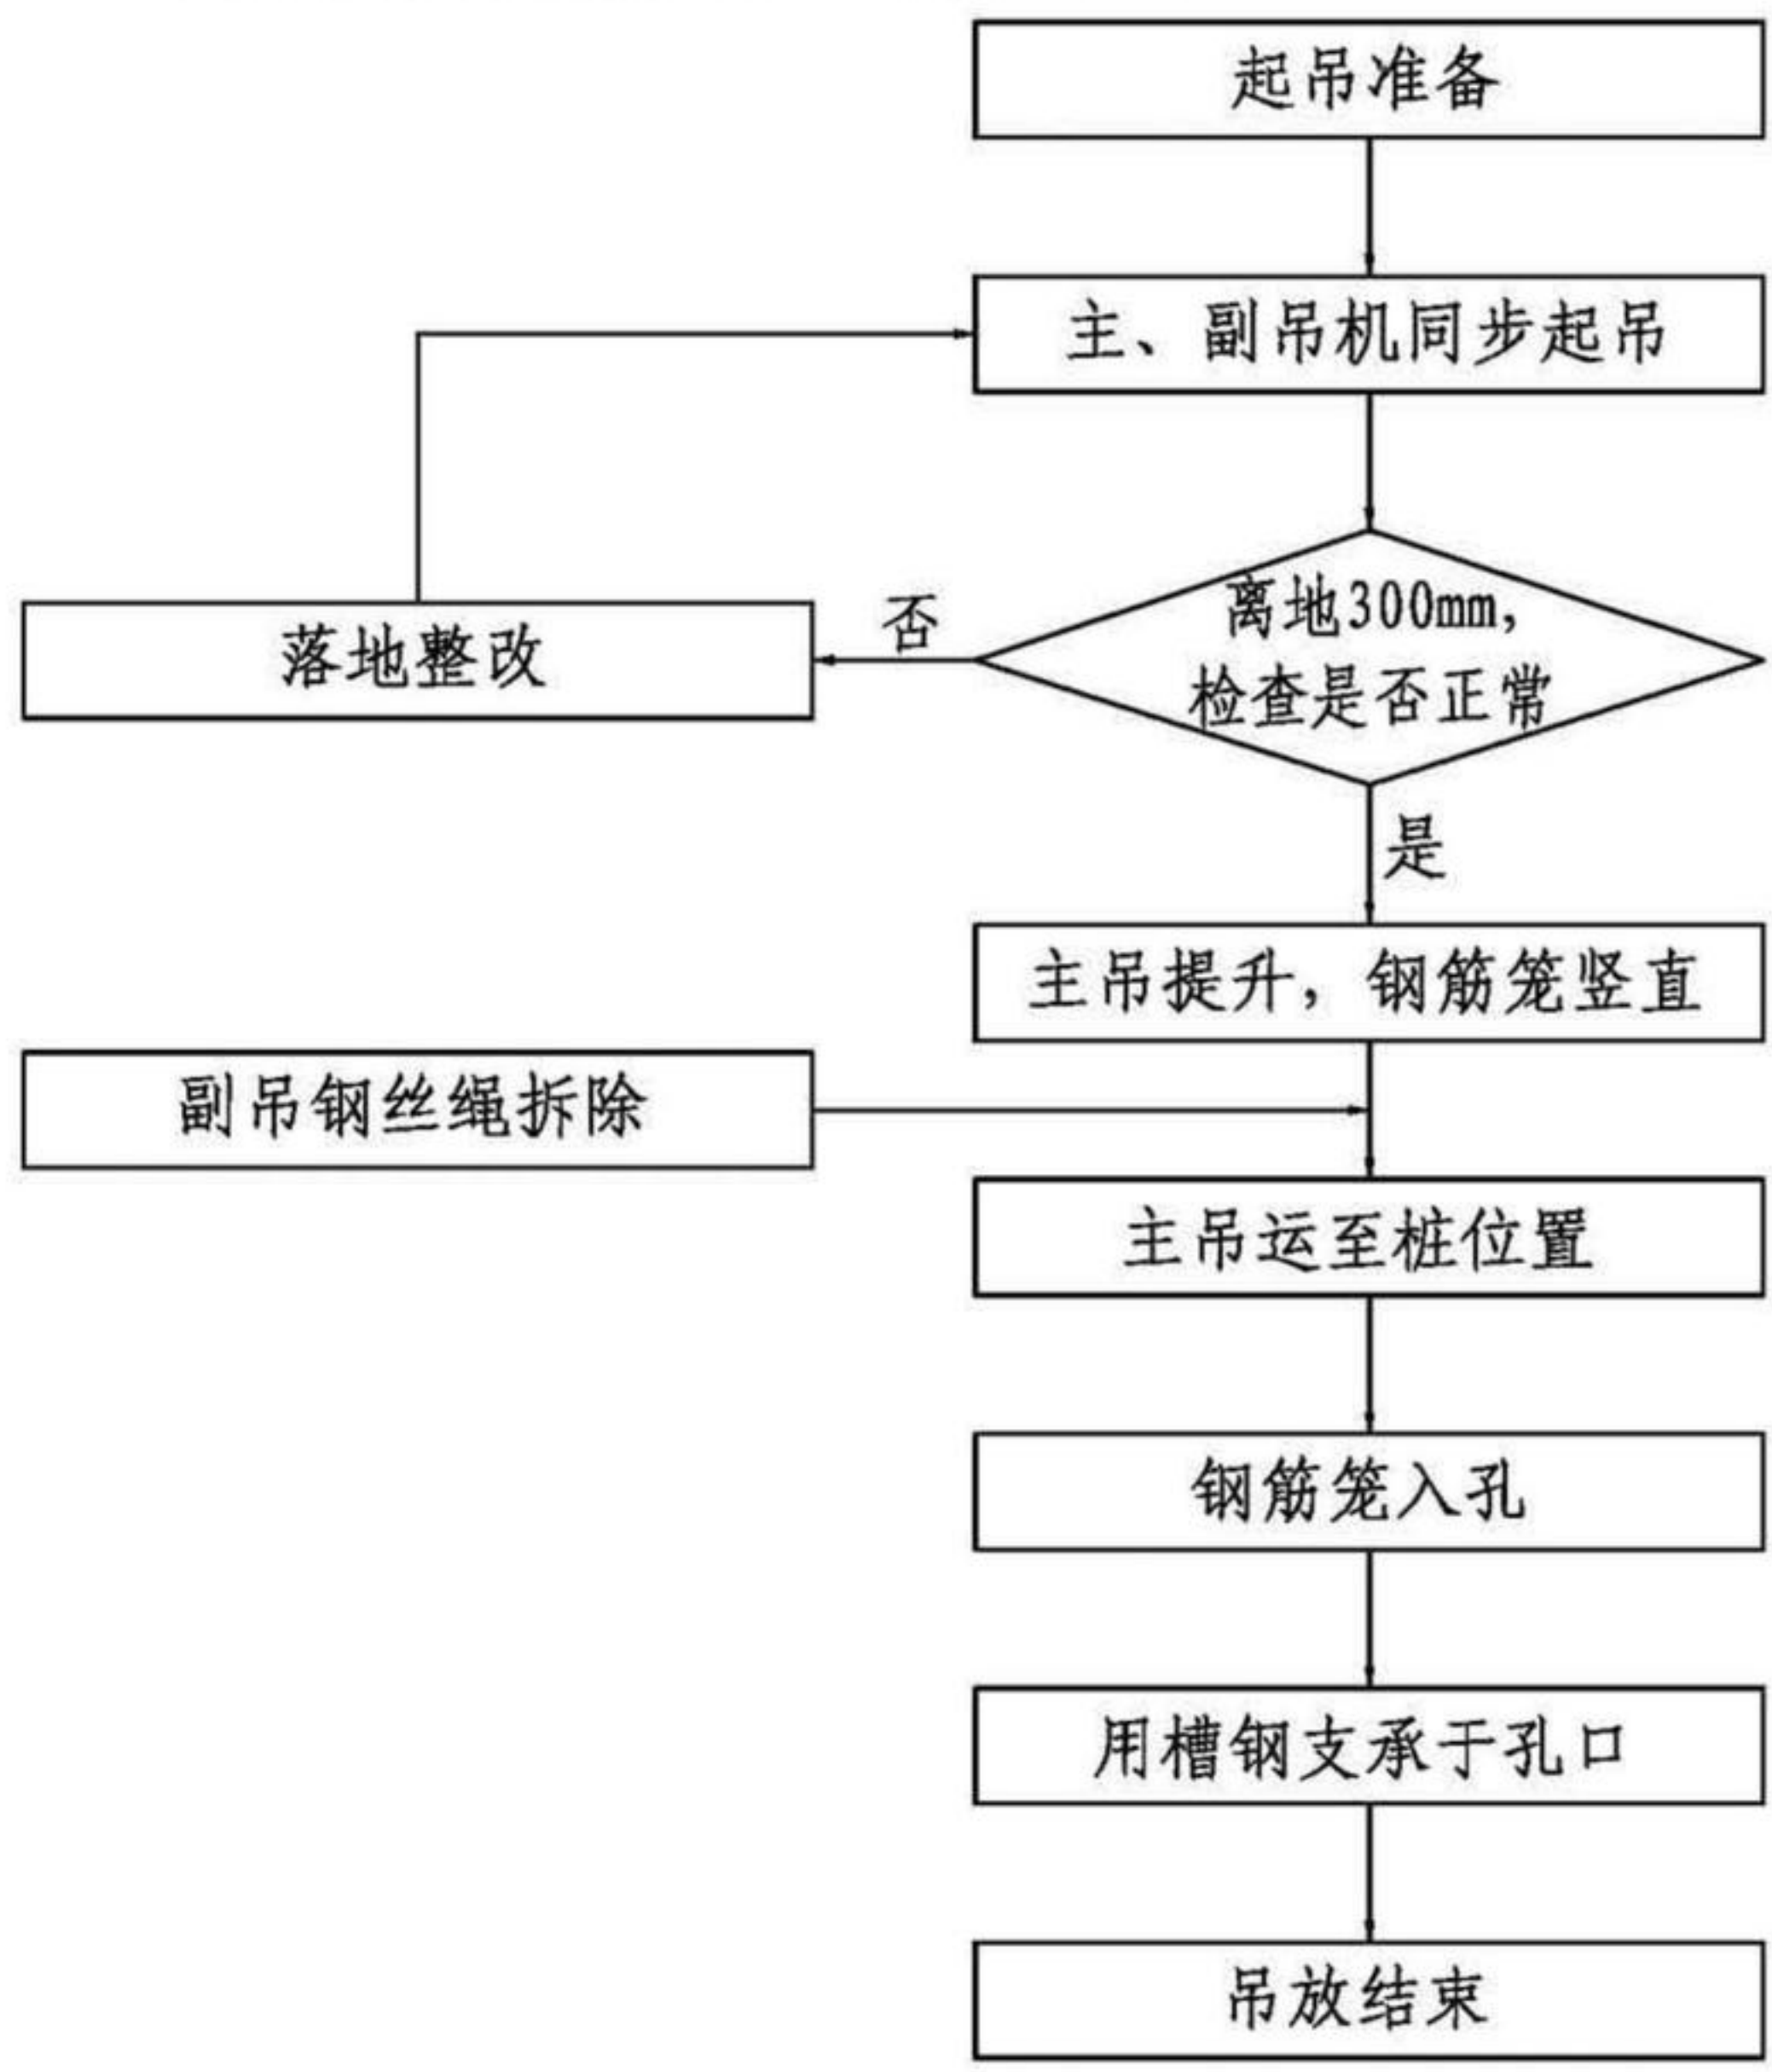 起吊准备
主、副吊机同步起吊
离地300mm,
检查是否正常
否
落地整改
是
主吊提升，钢筋笼竖直
副吊钢丝绳拆除
主吊运至桩位置
钢筋笼入孔
用槽钢支承于孔口
吊放结束